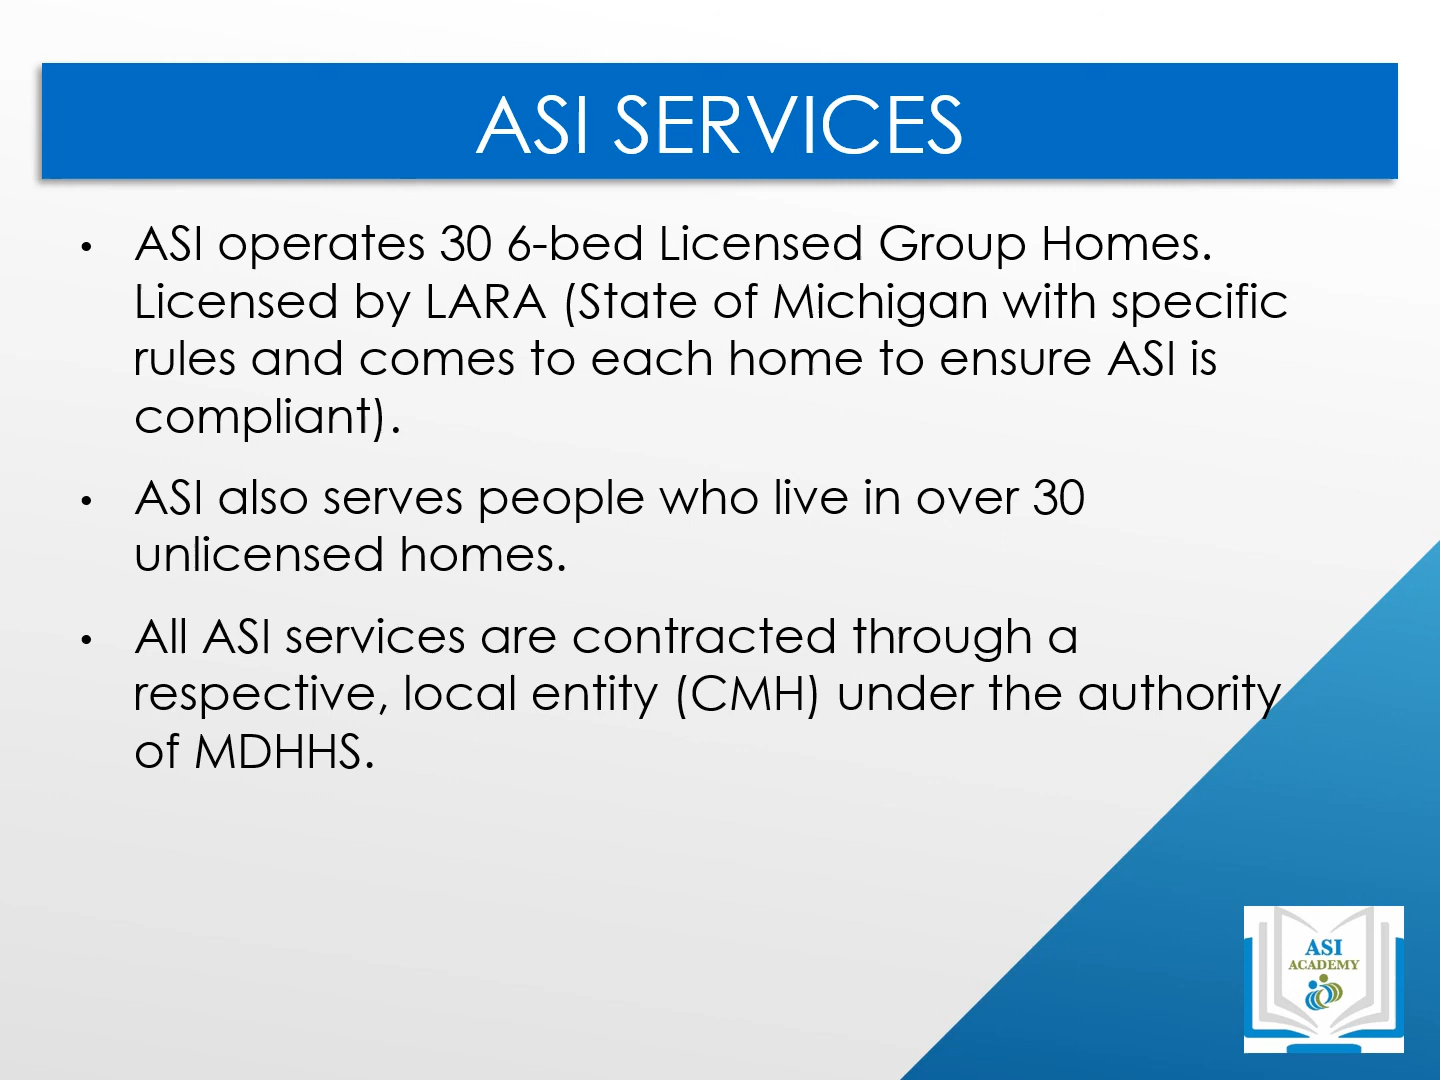 ASI SERVICES
• ASI operates 30 6-bed Licensed Group Homes.
Licensed by LARA (State of Michigan with specific
rules and comes to each home to ensure ASI is
compliant).
• ASI also serves people who live in over 30
unlicensed homes.
• All ASI services are contracted through a
respective, local entity (CMH) under the authority
of MDHHS.
ASI
ACADEMY